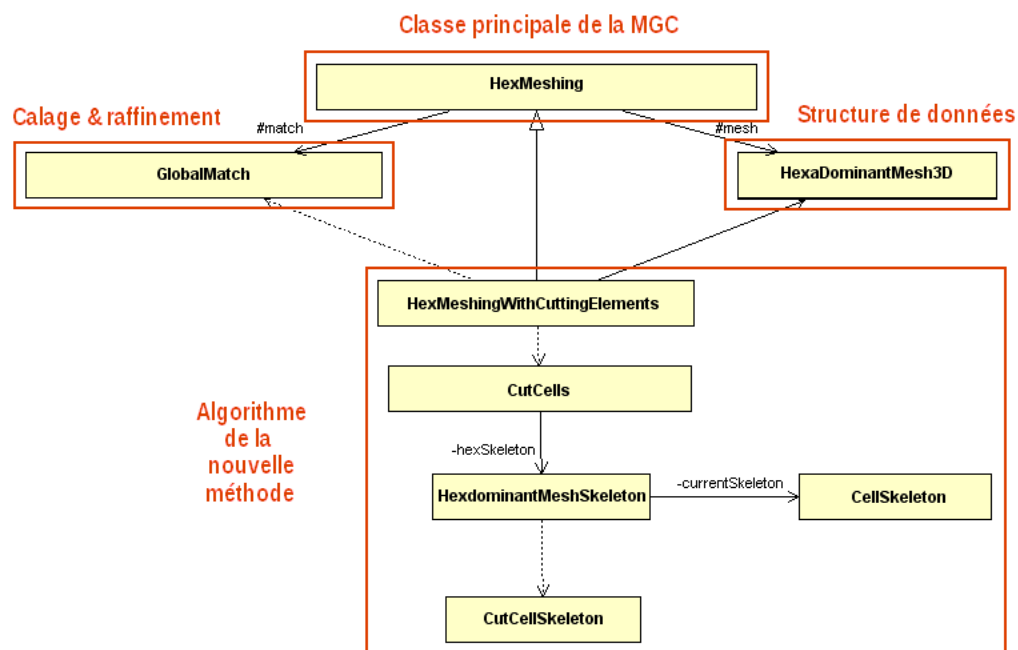 Classe principale de la MGC
HexMeshing
Calage & raffinement
#match
#mesh
Structure de données
GlobalMatch
HexaDominantMesh3D
HexMeshingWithCuttingElements
CutCells
Algorithme
de la
nouvelle
méthode
-hexSkeleton
HexdominantMeshSkeleton
-currentSkeleton
CellSkeleton
CutCellSkeleton